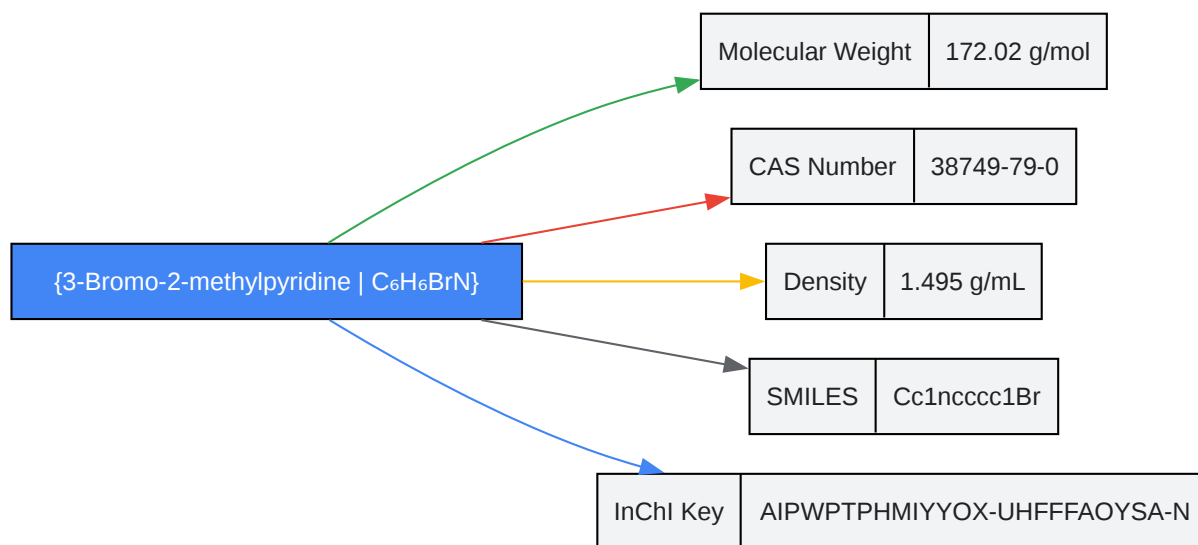 Molecular Weight 172.02 g/mol
CAS Number 38749-79-0
{3-Bromo-2-methylpyridine | C₆H₆BrN} Density 1.495 g/mL
SMILES Cc1ncccc1Br
InChI Key AIPWPTPHMIYYOX-UHFFFAOYSA-N